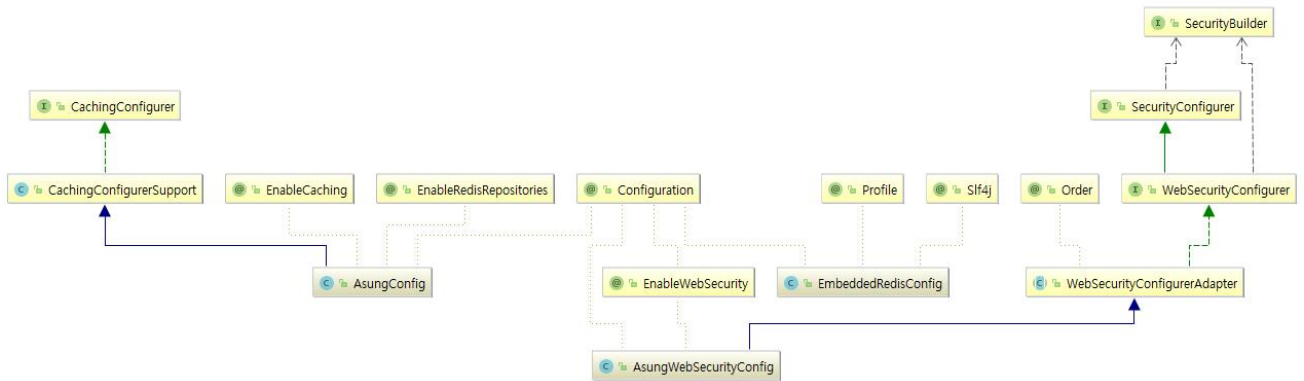 SecurityBuilder
CachingConfigurer
SecurityConfigurer
CachingConfigurerSupport
EnableCaching
EnableRedisRepositories
Configuration
Profile
Slf4j
Order
WebSecurityConfigurer
AsungConfig
EnableWebSecurity
EmbeddedRedisConfig
WebSecurityConfigurerAdapter
AsungWebSecurityConfig